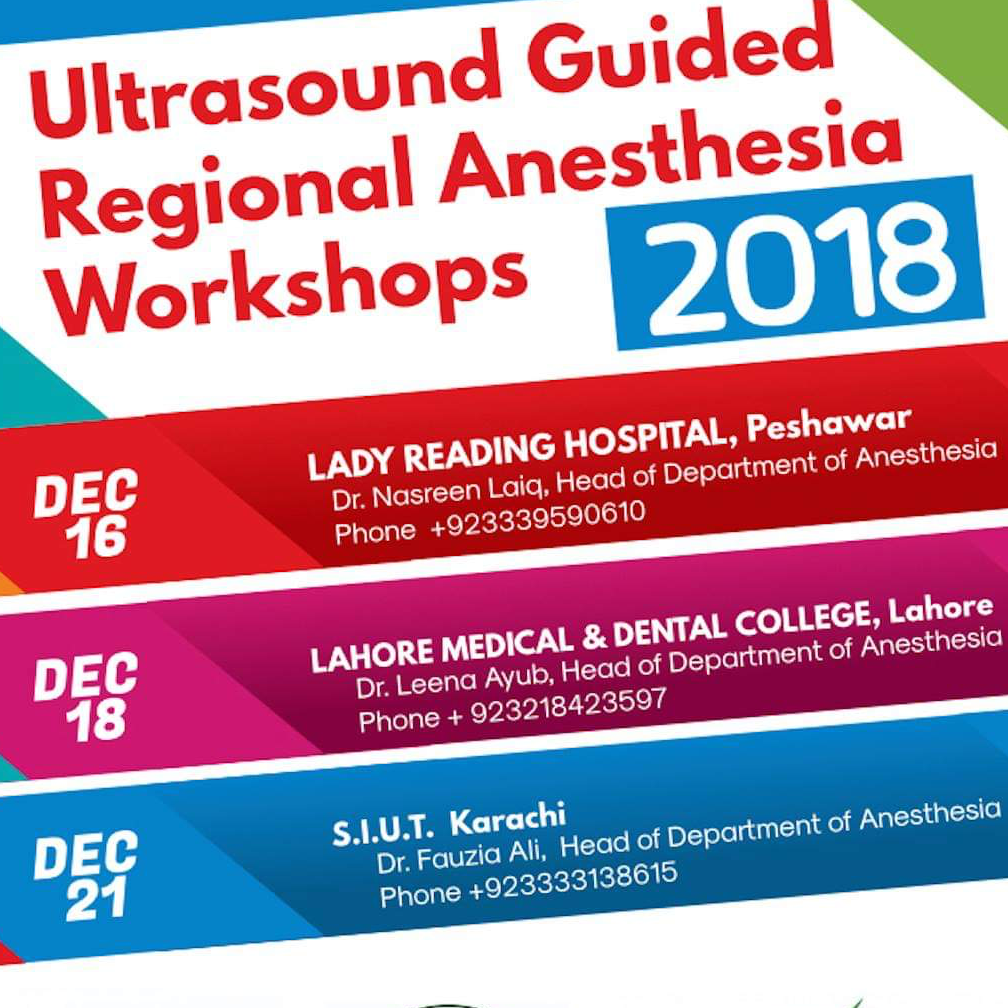 Ultrasound Guided
Regional Anesthesia
Workshops 2018
DEC
16
LADY READING HOSPITAL, Peshawar
Dr. Nasreen Laiq, Head of Department of Anesthesia
Phone +923339590610
DEC
18
LAHORE MEDICAL & DENTAL COLLEGE, Lahore
Dr. Leena Ayub, Head of Department of Anesthesia
Phone + 923218423597
DEC
21
S.I.U.T. Karachi
Dr. Fauzia Ali, Head of Department of Anesthesia
Phone +923333138615